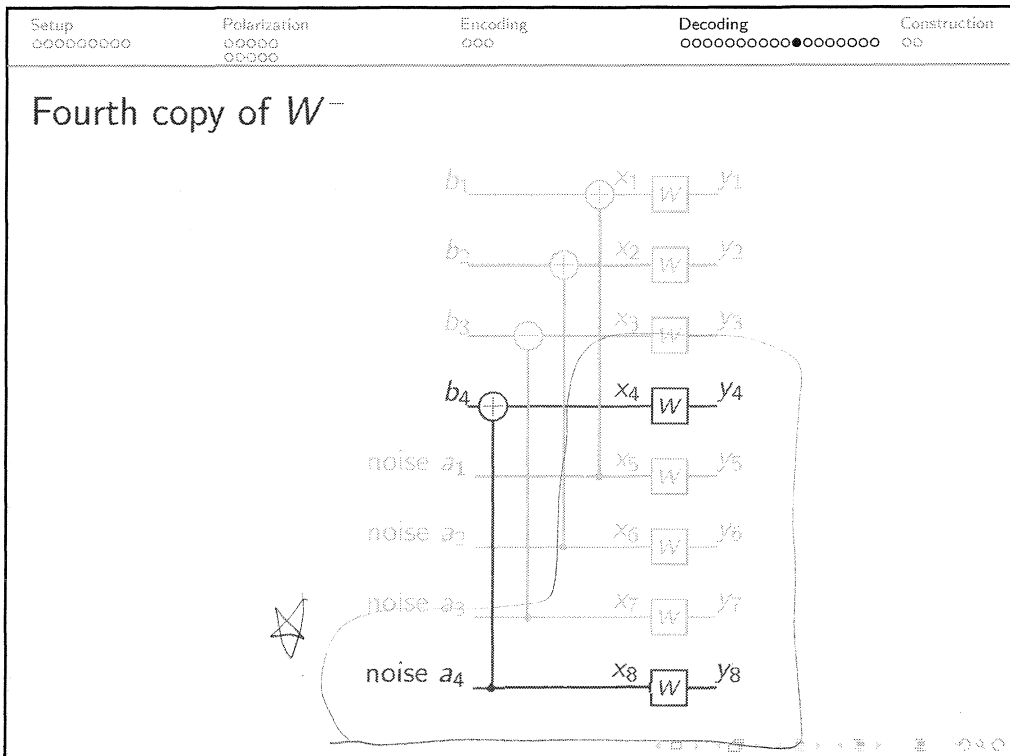 Setup Polarization Encoding Decoding Construction
Fourth copy of W⁻
b₁ x₁ W y₁
b₂ x₂ W y₂
b₃ x₃ W y₃
b₄ x₄ W y₄
noise a₁ x₅ W y₅
noise a₂ x₆ W y₆
noise a₃ x₇ W y₇
noise a₄ x₈ W y₈